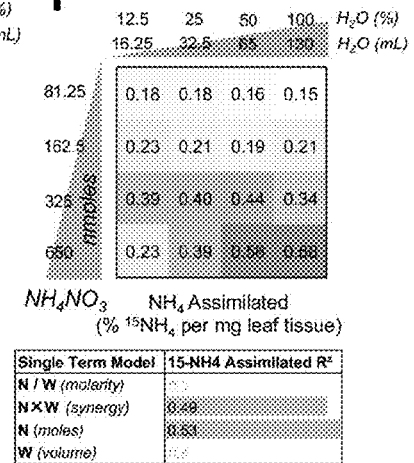 %)
mL)
12.5 25 50 100 H₂O (%)
16.25 32.5 65 130 H₂O (mL)
81.25 0.18 0.18 0.16 0.15
162.5 0.23 0.21 0.19 0.21
325 0.39 0.40 0.44 0.34
650 0.23 0.39 0.58
nmoles
NH₄NO₃ NH₄ Assimilated
(% ¹⁵NH₄ per mg leaf tissue)
Single Term Model 15-NH4 Assimilated R²
N / W (molarity)
N×W (synergy) 0.49
N (moles) 0.53
W (volume)